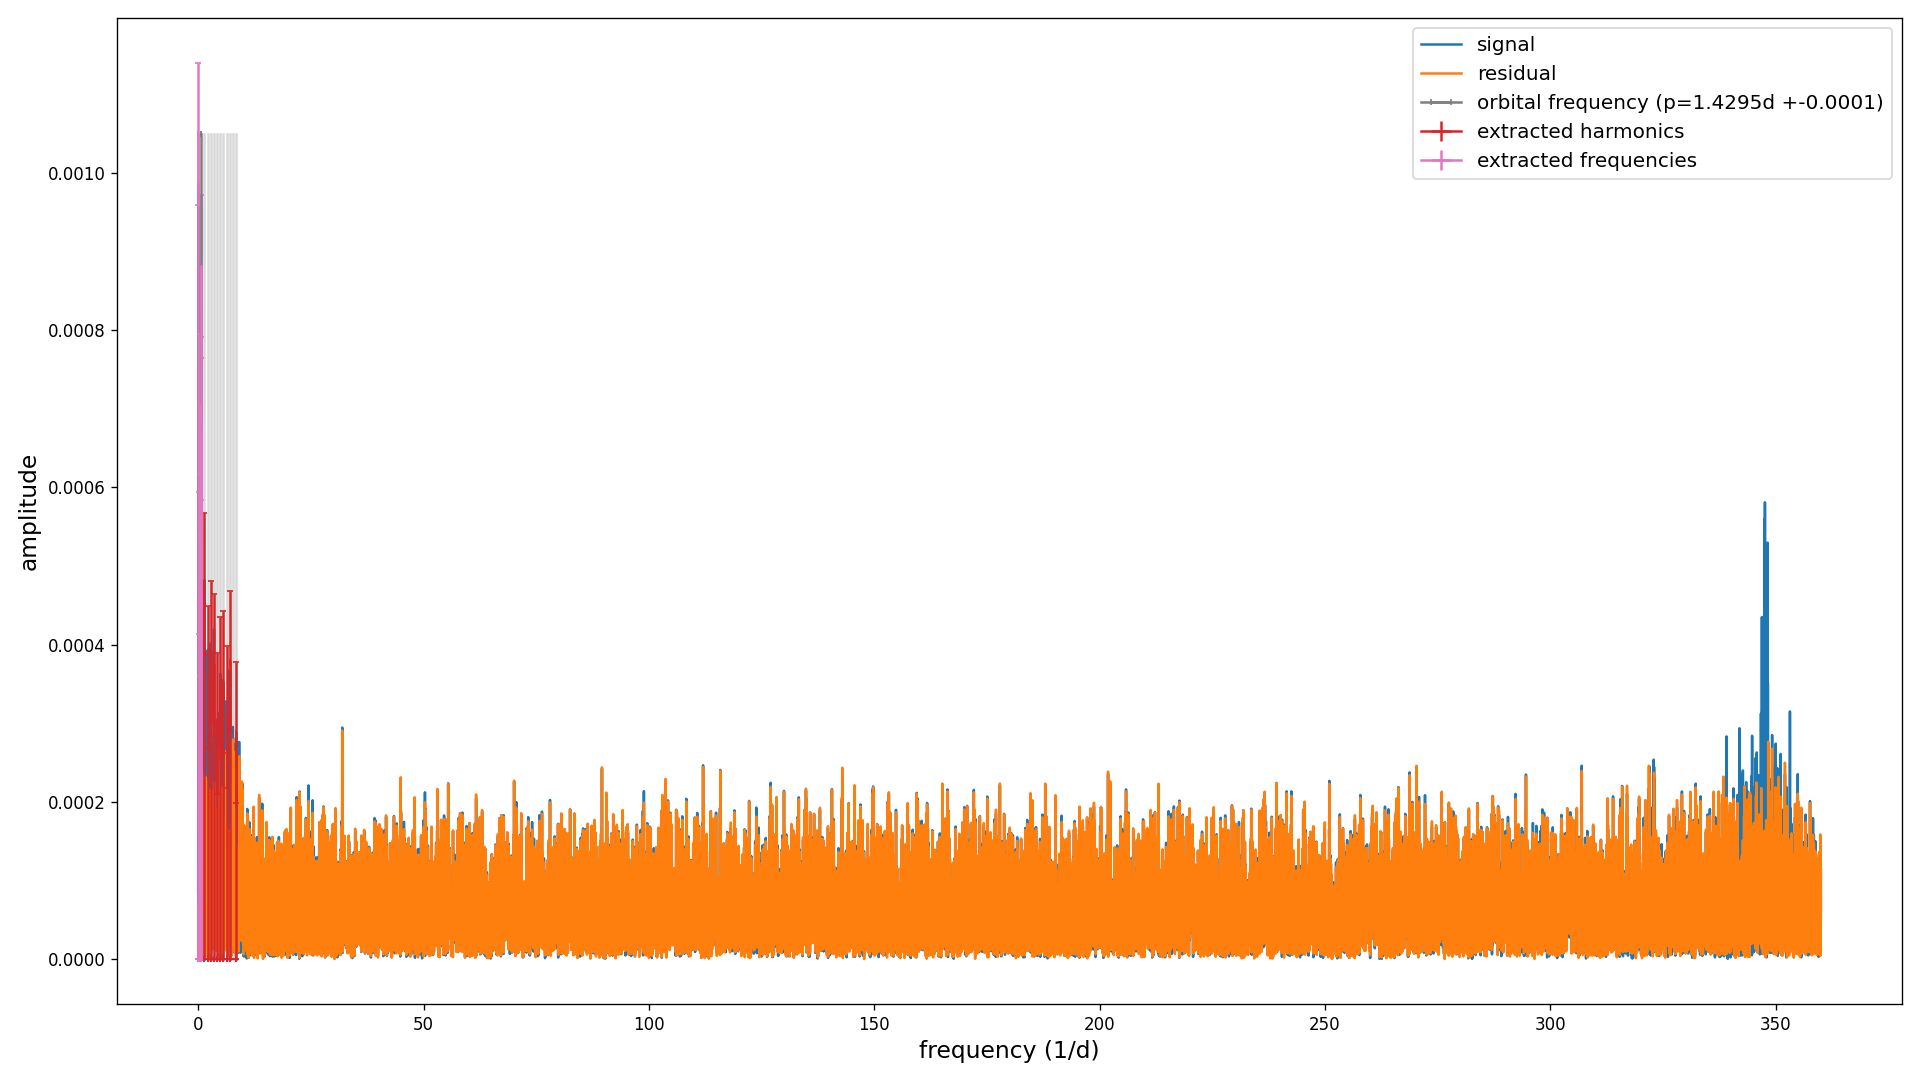 signal
residual
orbital frequency (p=1.4295d +-0.0001)
extracted harmonics
extracted frequencies
0.0010
0.0008
0.0006
0.0004
0.0002
0.0000
amplitude
0 50 100 150 200 250 300 350
frequency (1/d)